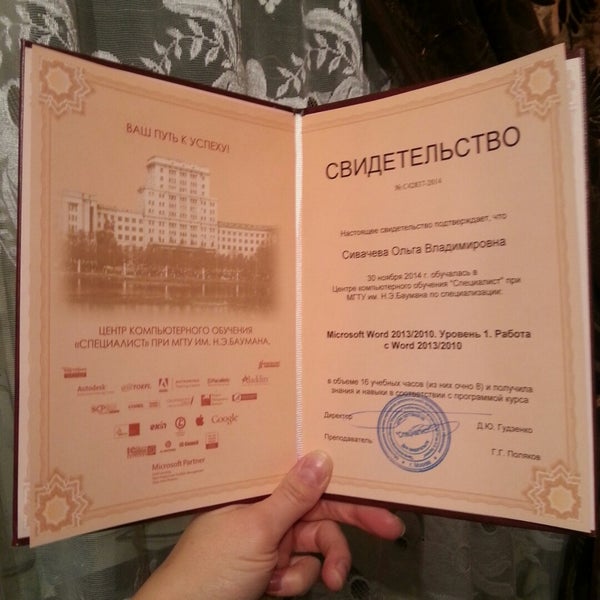 ВАШ ПУТЬ К УСПЕХУ!
ЦЕНТР КОМПЬЮТЕРНОГО ОБУЧЕНИЯ
«СПЕЦИАЛИСТ» ПРИ МГТУ ИМ. Н.Э.БАУМАНА.
Autodesk
Google
Microsoft Partner
СВИДЕТЕЛЬСТВО
Настоящее свидетельство подтверждает, что
Сивачева Ольга Владимировна
30 ноября 2014 г. обучалась в
Центре компьютерного обучения "Специалист" при
МГТУ им. Н.Э.Баумана по специализации:
Microsoft Word 2013/2010. Уровень 1. Работа
с Word 2013/2010
в объеме 16 учебных часов (из них очно 8) и получила
знания и навыки в соответствии с программой курса
Директор
Д.Ю. Гудзенко
Преподаватель
Г.Г. Поляков